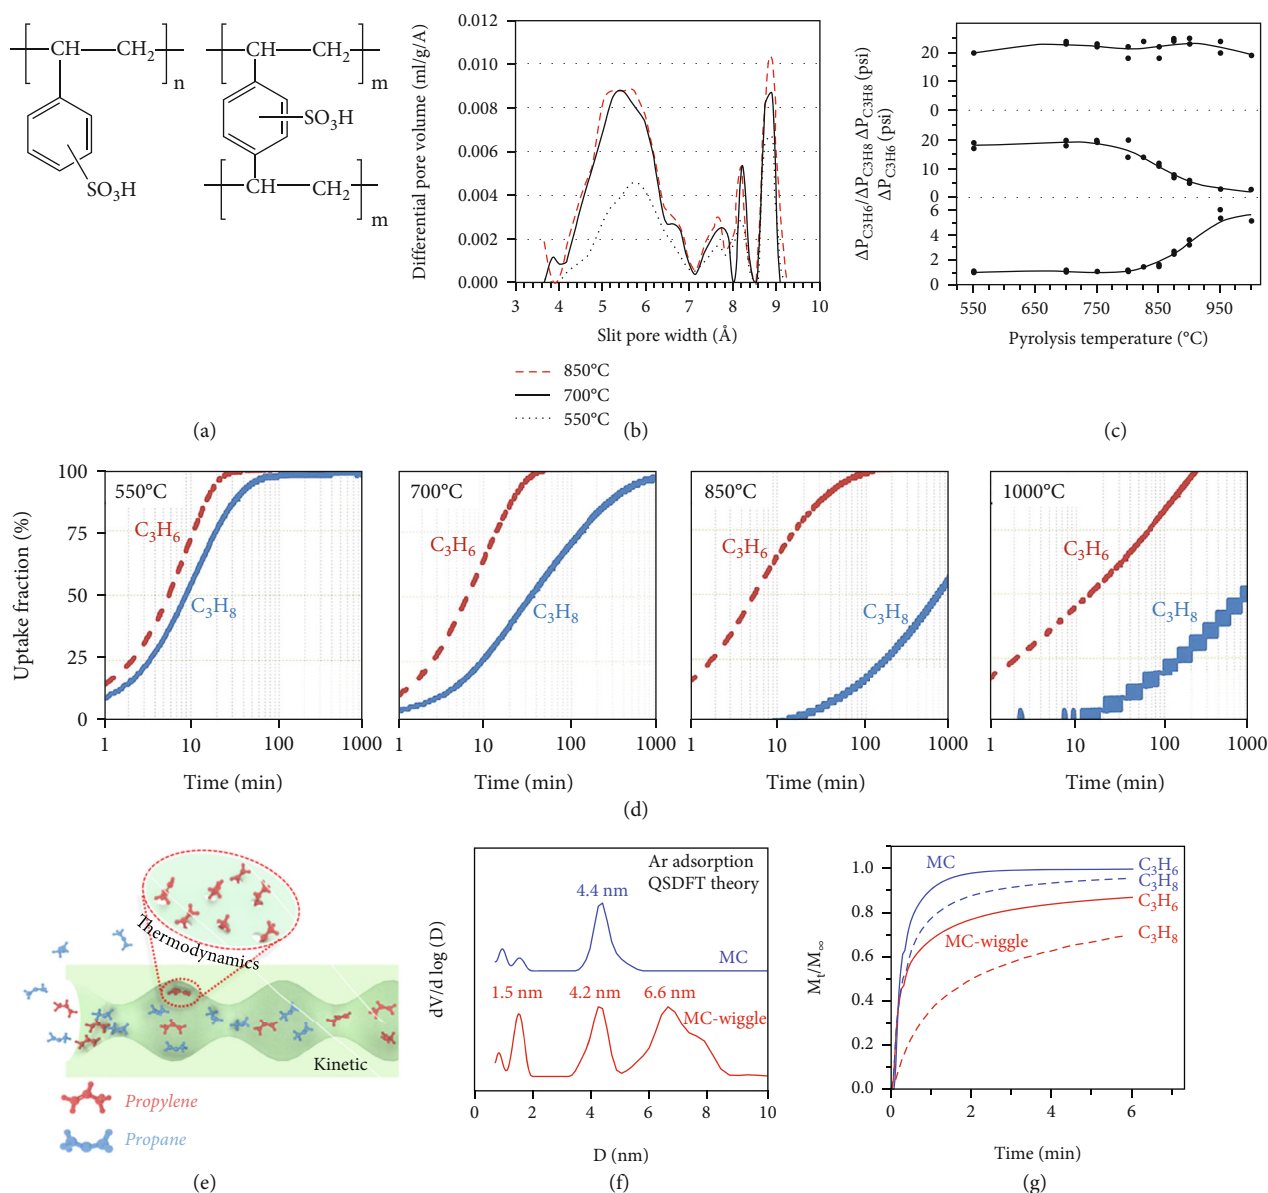 CH
CH₂
n
SO₃H
CH
CH₂
m
SO₃H
CH
CH₂
m
(a)
Differential pore volume (ml/g/A)
0.012
0.010
0.008
0.006
0.004
0.002
0.000
3 4 5 6 7 8 9 10
Slit pore width (Å)
850°C
700°C
550°C
(b)
ΔP_C3H6/ΔP_C3H8 ΔP_C3H8 (psi)
ΔP_C3H6 (psi)
20
10
0
20
10
0
6
4
2
0
550 650 750 850 950
Pyrolysis temperature (°C)
(c)
Uptake fraction (%)
100
75
50
25
0
550°C
C₃H₆
C₃H₈
1 10 100 1000
Time (min)
700°C
C₃H₆
C₃H₈
1 10 100 1000
Time (min)
850°C
C₃H₆
C₃H₈
1 10 100 1000
Time (min)
1000°C
C₃H₆
C₃H₈
1 10 100 1000
Time (min)
(d)
Thermodynamics
Kinetic
Propylene
Propane
(e)
dV/d log (D)
Ar adsorption
QSDFT theory
4.4 nm
MC
1.5 nm 4.2 nm 6.6 nm
MC-wiggle
0 2 4 6 8 10
D (nm)
(f)
Mt/M∞
1.0
0.8
0.6
0.4
0.2
0.0
MC
C₃H₆
C₃H₈
C₃H₆
MC-wiggle
C₃H₈
0 2 4 6
Time (min)
(g)